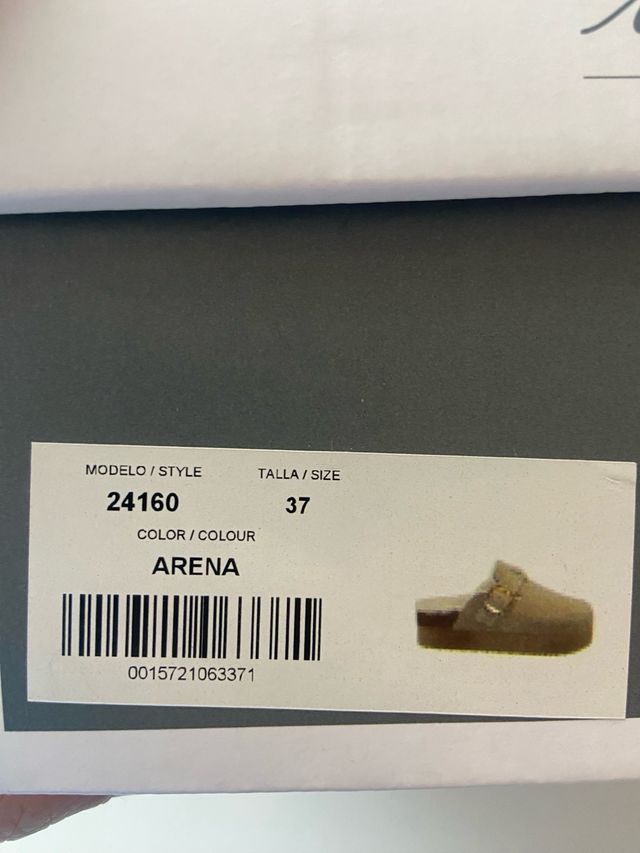 MODELO / STYLE TALLA / SIZE
24160 37
COLOR / COLOUR
ARENA
0015721063371